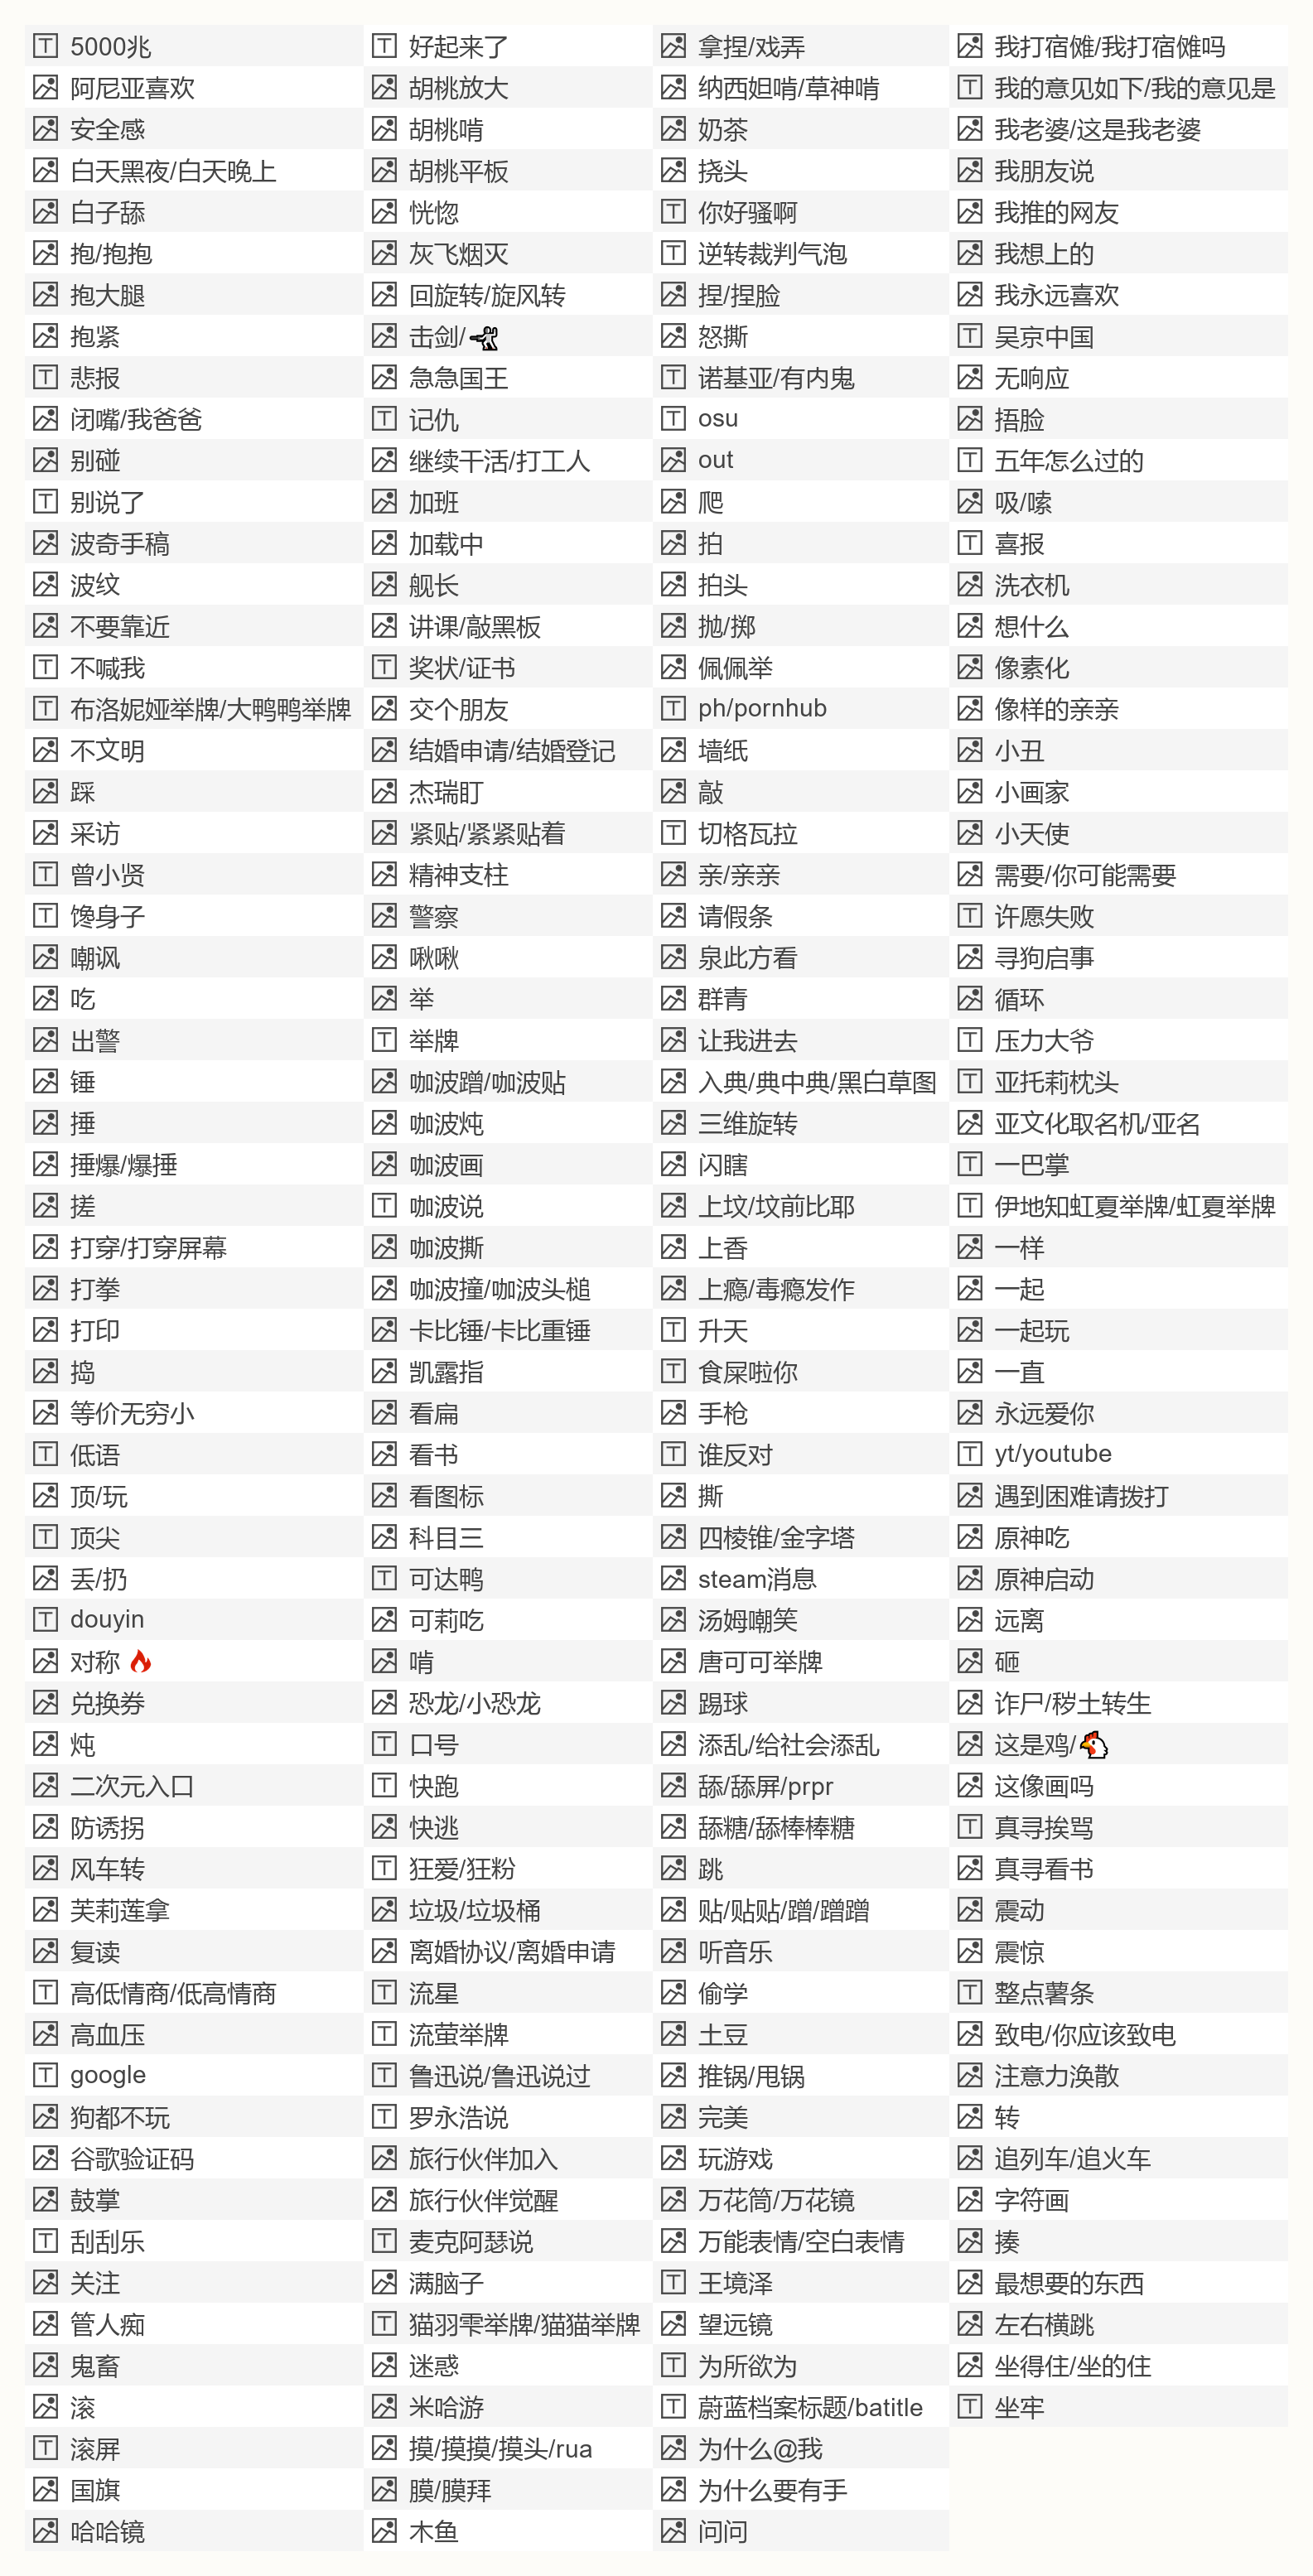 5000兆
阿尼亚喜欢
安全感
白天黑夜/白天晚上
白子舔
抱/抱抱
抱大腿
抱紧
悲报
闭嘴/我爸爸
别碰
别说了
波奇手稿
波纹
不要靠近
不喊我
布洛妮娅举牌/大鸭鸭举牌
不文明
踩
采访
曾小贤
馋身子
嘲讽
吃
出警
锤
捶
捶爆/爆捶
搓
打穿/打穿屏幕
打拳
打印
捣
等价无穷小
低语
顶/玩
顶尖
丢/扔
douyin
对称
兑换券
炖
二次元入口
防诱拐
风车转
芙莉莲拿
复读
高低情商/低高情商
高血压
google
狗都不玩
谷歌验证码
鼓掌
刮刮乐
关注
管人痴
鬼畜
滚
滚屏
国旗
哈哈镜
好起来了
胡桃放大
胡桃啃
胡桃平板
恍惚
灰飞烟灭
回旋转/旋风转
击剑/🤺
急急国王
记仇
继续干活/打工人
加班
加载中
舰长
讲课/敲黑板
奖状/证书
交个朋友
结婚申请/结婚登记
杰瑞盯
紧贴/紧紧贴着
精神支柱
警察
啾啾
举
举牌
咖波蹭/咖波贴
咖波炖
咖波画
咖波说
咖波撕
咖波撞/咖波头槌
卡比锤/卡比重锤
凯露指
看扁
看书
看图标
科目三
可达鸭
可莉吃
啃
恐龙/小恐龙
口号
快跑
快逃
狂爱/狂粉
垃圾/垃圾桶
离婚协议/离婚申请
流星
流萤举牌
鲁迅说/鲁迅说过
罗永浩说
旅行伙伴加入
旅行伙伴觉醒
麦克阿瑟说
满脑子
猫羽雫举牌/猫猫举牌
迷惑
米哈游
摸/摸摸/摸头/rua
膜/膜拜
木鱼
拿捏/戏弄
纳西妲啃/草神啃
奶茶
挠头
你好骚啊
逆转裁判气泡
捏/捏脸
怒撕
诺基亚/有内鬼
osu
out
爬
拍
拍头
抛/掷
佩佩举
ph/pornhub
墙纸
敲
切格瓦拉
亲/亲亲
请假条
泉此方看
群青
让我进去
入典/典中典/黑白草图
三维旋转
闪瞎
上坟/坟前比耶
上香
上瘾/毒瘾发作
升天
食屎啦你
手枪
谁反对
撕
四棱锥/金字塔
steam消息
汤姆嘲笑
唐可可举牌
踢球
添乱/给社会添乱
舔/舔屏/prpr
舔糖/舔棒棒糖
跳
贴/贴贴/蹭/蹭蹭
听音乐
偷学
土豆
推锅/甩锅
完美
玩游戏
万花筒/万花镜
万能表情/空白表情
王境泽
望远镜
为所欲为
蔚蓝档案标题/batitle
为什么@我
为什么要有手
问问
我打宿傩/我打宿傩吗
我的意见如下/我的意见是
我老婆/这是我老婆
我朋友说
我推的网友
我想上的
我永远喜欢
吴京中国
无响应
捂脸
五年怎么过的
吸/嗦
喜报
洗衣机
想什么
像素化
像样的亲亲
小丑
小画家
小天使
需要/你可能需要
许愿失败
寻狗启事
循环
压力大爷
亚托莉枕头
亚文化取名机/亚名
一巴掌
伊地知虹夏举牌/虹夏举牌
一样
一起
一起玩
一直
永远爱你
yt/youtube
遇到困难请拨打
原神吃
原神启动
远离
砸
诈尸/秽土转生
这是鸡/🐔
这像画吗
真寻挨骂
真寻看书
震动
震惊
整点薯条
致电/你应该致电
注意力涣散
转
追列车/追火车
字符画
揍
最想要的东西
左右横跳
坐得住/坐的住
坐牢